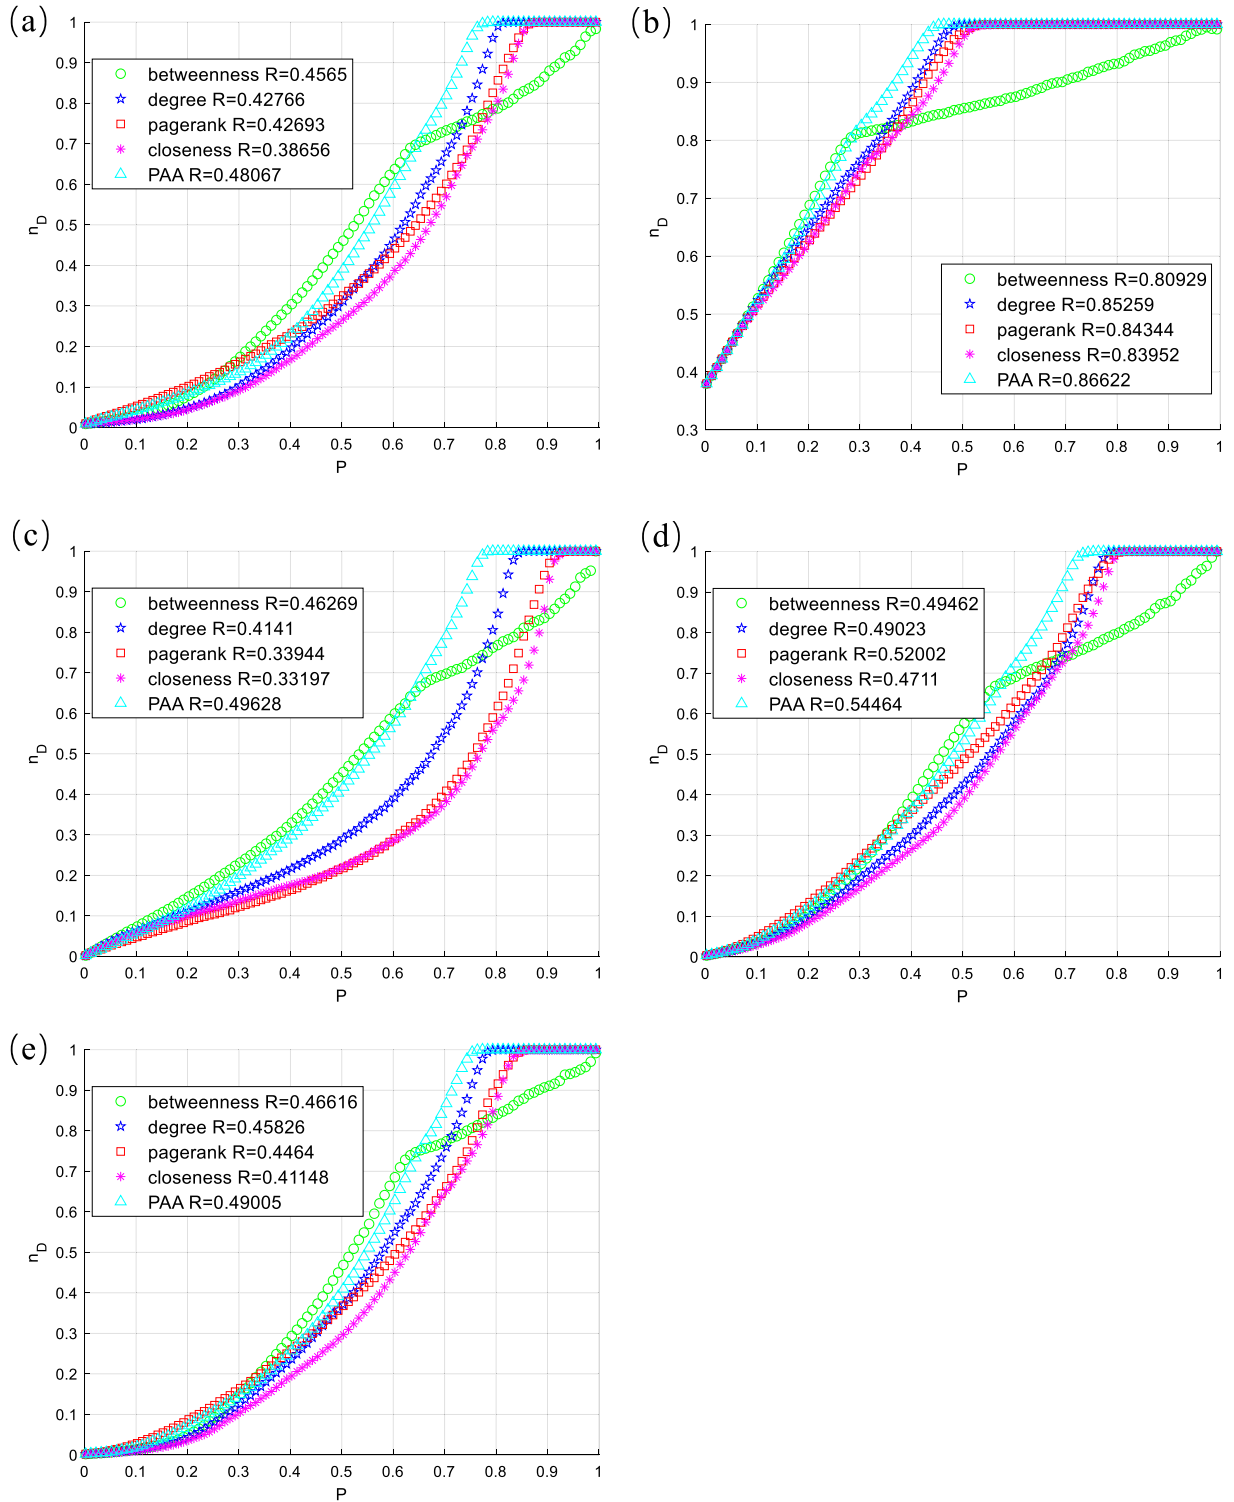 (a)
1
0.9
0.8
0.7
0.6
0.5
0.4
0.3
0.2
0.1
0
n_D
betweenness R=0.4565
degree R=0.42766
pagerank R=0.42693
closeness R=0.38656
PAA R=0.48067
0 0.1 0.2 0.3 0.4 0.5 0.6 0.7 0.8 0.9 1
P
(b)
1
0.9
0.8
0.7
0.6
0.5
0.4
0.3
n_D
betweenness R=0.80929
degree R=0.85259
pagerank R=0.84344
closeness R=0.83952
PAA R=0.86622
0 0.1 0.2 0.3 0.4 0.5 0.6 0.7 0.8 0.9 1
P
(c)
1
0.9
0.8
0.7
0.6
0.5
0.4
0.3
0.2
0.1
0
n_D
betweenness R=0.46269
degree R=0.4141
pagerank R=0.33944
closeness R=0.33197
PAA R=0.49628
0 0.1 0.2 0.3 0.4 0.5 0.6 0.7 0.8 0.9 1
P
(d)
1
0.9
0.8
0.7
0.6
0.5
0.4
0.3
0.2
0.1
0
n_D
betweenness R=0.49462
degree R=0.49023
pagerank R=0.52002
closeness R=0.4711
PAA R=0.54464
0 0.1 0.2 0.3 0.4 0.5 0.6 0.7 0.8 0.9 1
P
(e)
1
0.9
0.8
0.7
0.6
0.5
0.4
0.3
0.2
0.1
0
n_D
betweenness R=0.46616
degree R=0.45826
pagerank R=0.4464
closeness R=0.41148
PAA R=0.49005
0 0.1 0.2 0.3 0.4 0.5 0.6 0.7 0.8 0.9 1
P